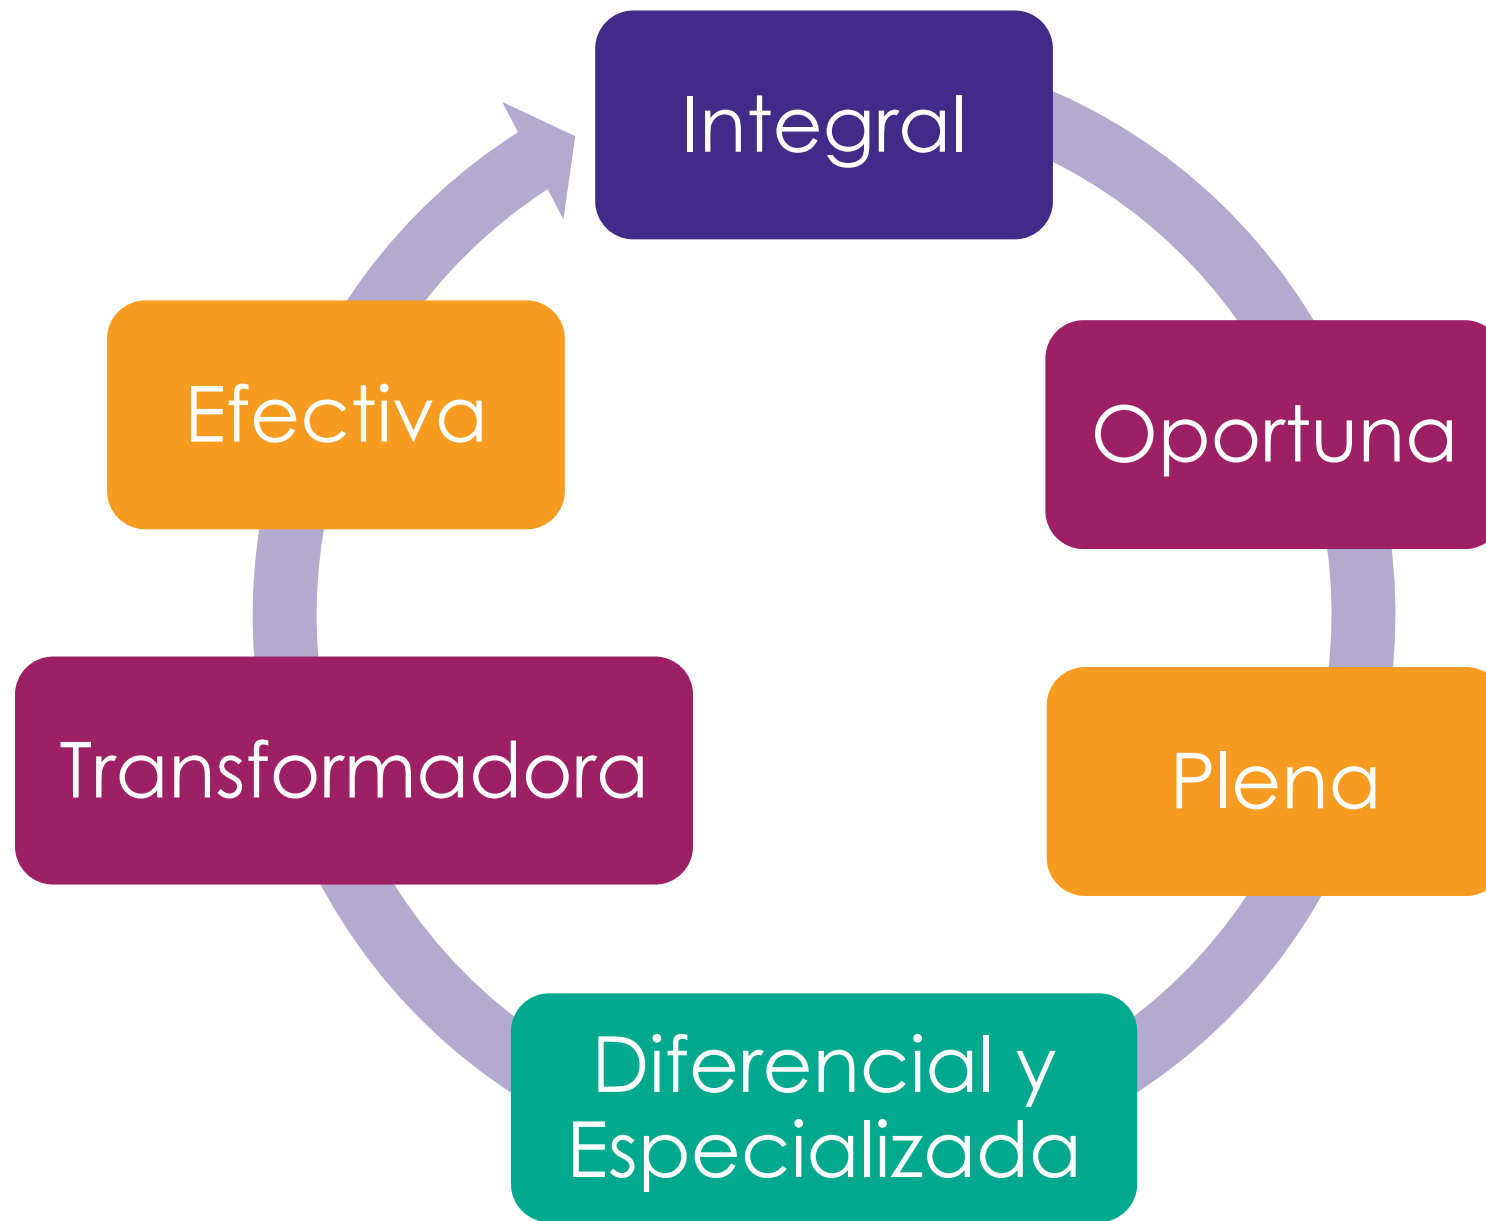 Integral
Oportuna
Plena
Diferencial y
Especializada
Transformadora
Efectiva